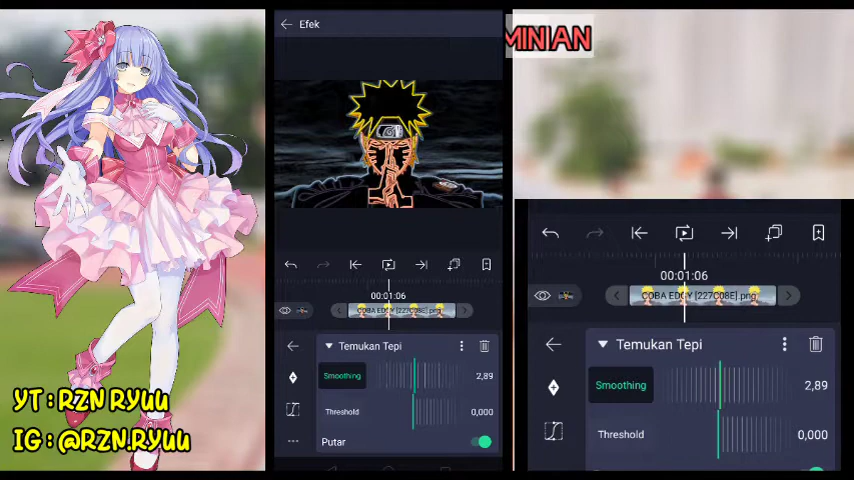 Efek
MINIAN
00:01:06
COBA EDGY [227C08E].png
Temukan Tepi
Smoothing
2,89
Threshold
0,000
Putar
00:01:06
COBA EDGY [227C08E].png
Temukan Tepi
Smoothing
2,89
Threshold
0,000
YT : RZN RYUU
IG : @RZN.RYUU